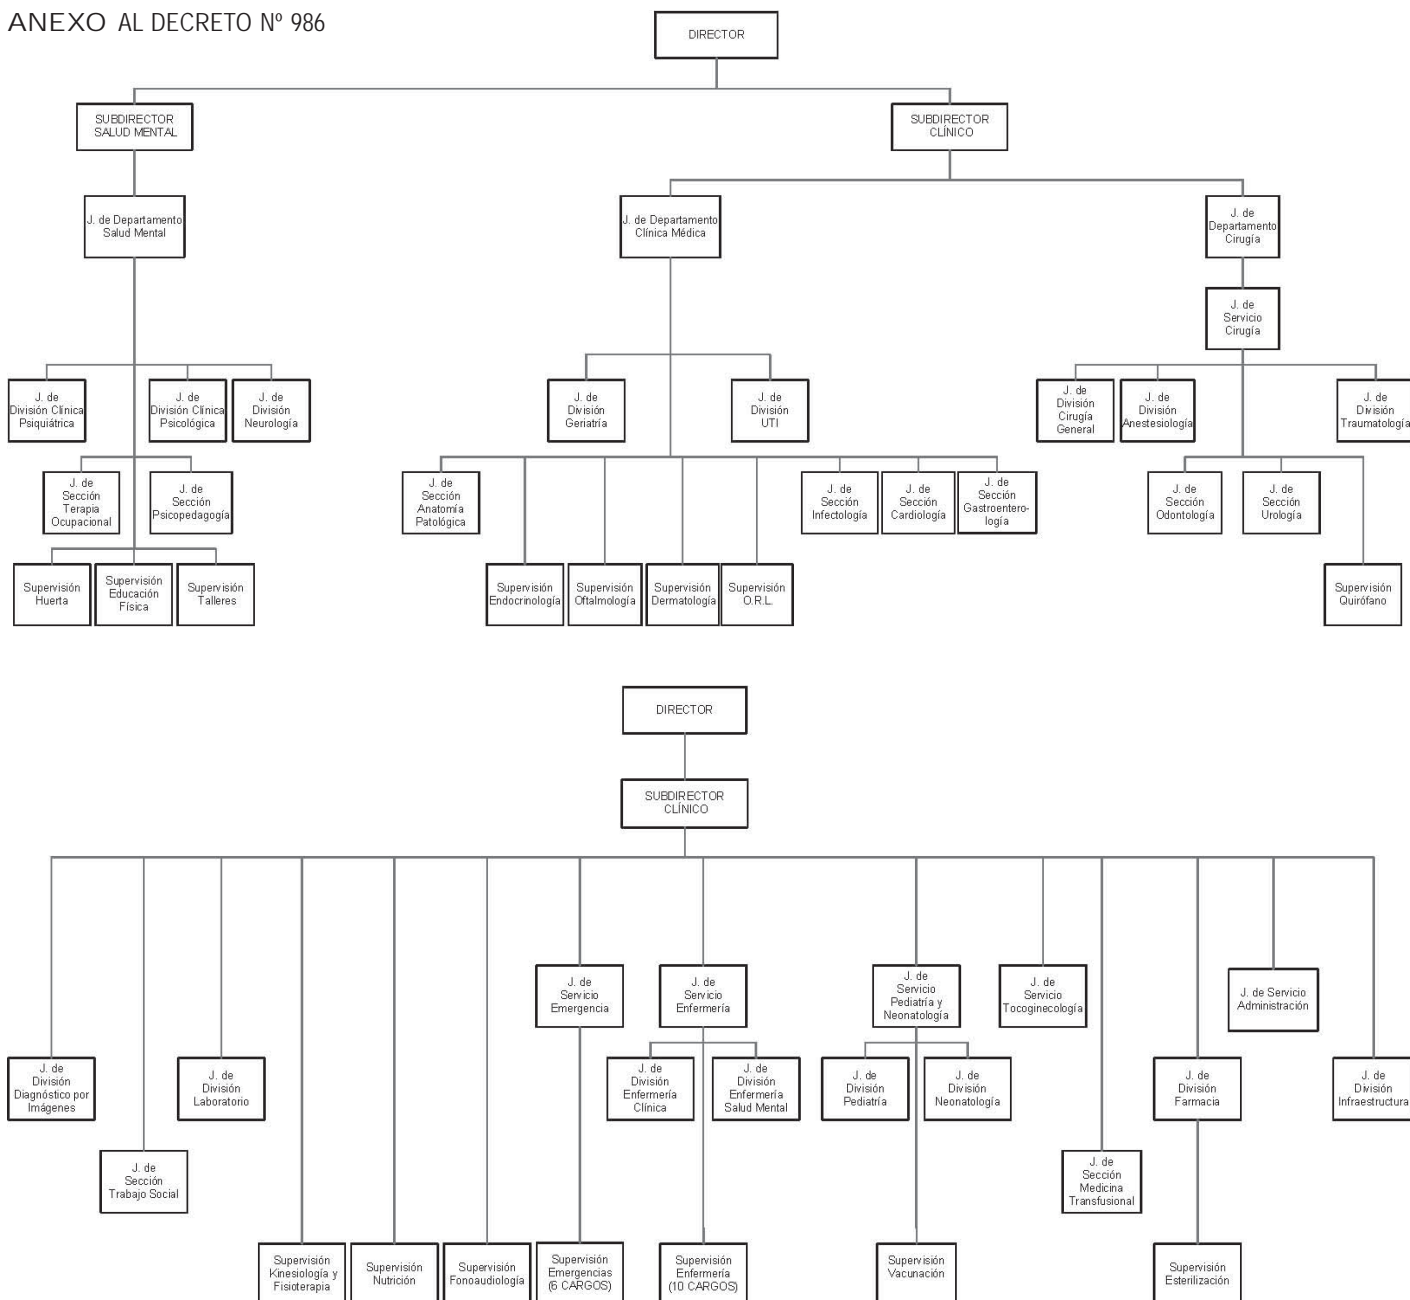 ANEXO AL DECRETO Nº 986
DIRECTOR
SUBDIRECTOR
SALUD MENTAL
SUBDIRECTOR
CLÍNICO
J. de Departamento
Salud Mental
J. de Departamento
Clínica Médica
J. de
Departamento
Cirugía
J. de
Servicio
Cirugía
J. de
División Clínica
Psiquiátrica
J. de
División Clínica
Psicológica
J. de
División
Neurología
J. de
División
Geriatría
J. de
División
UTI
J. de
División
Cirugía
General
J. de
División
Anestesiología
J. de
División
Traumatología
J. de
Sección
Terapia
Ocupacional
J. de
Sección
Psicopedagogía
J. de
Sección
Anatomía
Patológica
J. de
Sección
Infectología
J. de
Sección
Cardiología
J. de
Sección
Gastroentero-
logía
J. de
Sección
Odontología
J. de
Sección
Urología
Supervisión
Huerta
Supervisión
Educación
Física
Supervisión
Talleres
Supervisión
Endocrinología
Supervisión
Oftalmología
Supervisión
Dermatología
Supervisión
O.R.L.
Supervisión
Quirófano
DIRECTOR
SUBDIRECTOR
CLÍNICO
J. de
Servicio
Emergencia
J. de
Servicio
Enfermería
J. de
Servicio
Pediatría y
Neonatología
J. de
Servicio
Tocoginecología
J. de Servicio
Administración
J. de
División
Diagnóstico por
Imágenes
J. de
División
Laboratorio
J. de
División
Enfermería
Clínica
J. de
División
Enfermería
Salud Mental
J. de
División
Pediatría
J. de
División
Neonatología
J. de
División
Farmacia
J. de
División
Infraestructura
J. de
Sección
Trabajo Social
J. de
Sección
Medicina
Transfusional
Supervisión
Kinesiología y
Fisioterapia
Supervisión
Nutrición
Supervisión
Fonoaudiología
Supervisión
Emergencias
(6 CARGOS)
Supervisión
Enfermería
(10 CARGOS)
Supervisión
Vacunación
Supervisión
Esterilización